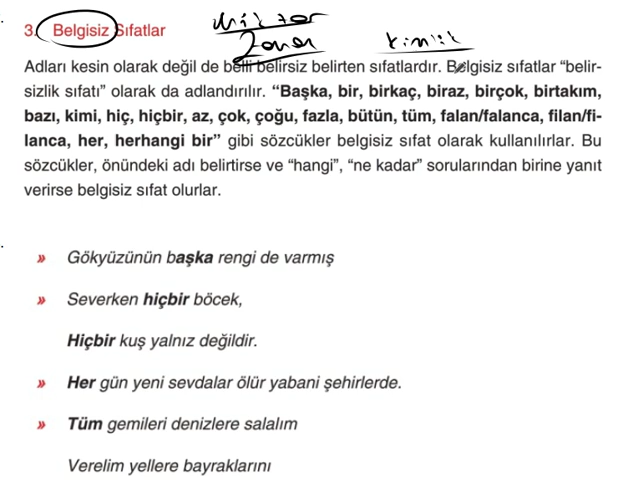 3. Belgisiz Sıfatlar
Miktar
Zaman
kimlik
Adları kesin olarak değil de belli belirsiz belirten sıfatlardır. Belgisiz sıfatlar “belir-
sizlik sıfatı” olarak da adlandırılır. “Başka, bir, birkaç, biraz, birçok, birtakım,
bazı, kimi, hiç, hiçbir, az, çok, çoğu, fazla, bütün, tüm, falan/falanca, filan/fi-
lanca, her, herhangi bir” gibi sözcükler belgisiz sıfat olarak kullanılırlar. Bu
sözcükler, önündeki adı belirtirse ve “hangi”, “ne kadar” sorularından birine yanıt
verirse belgisiz sıfat olurlar.
» Gökyüzünün başka rengi de varmış
» Severken hiçbir böcek,
Hiçbir kuş yalnız değildir.
» Her gün yeni sevdalar ölür yabani şehirlerde.
» Tüm gemileri denizlere salalım
Verelim yellere bayraklarını